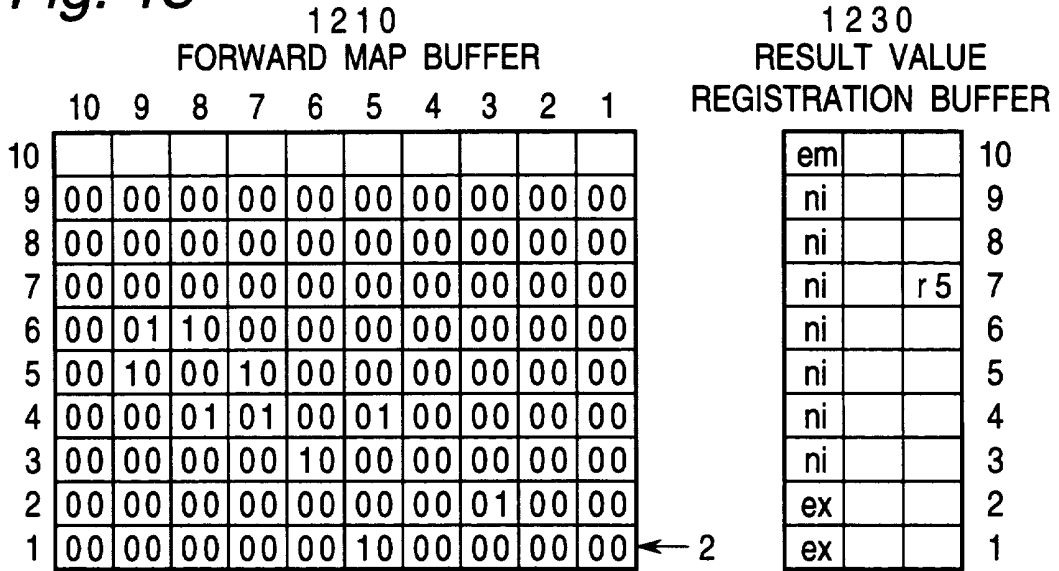 1210
FORWARD MAP BUFFER
10 9 8 7 6 5 4 3 2 1
10
9 00 00 00 00 00 00 00 00 00 00
8 00 00 00 00 00 00 00 00 00 00
7 00 00 00 00 00 00 00 00 00 00
6 00 01 10 00 00 00 00 00 00 00
5 00 10 00 10 00 00 00 00 00 00
4 00 00 01 01 00 01 00 00 00 00
3 00 00 00 00 10 00 00 00 00 00
2 00 00 00 00 00 00 00 01 00 00
1 00 00 00 00 00 10 00 00 00 00 ← 2
1230
RESULT VALUE
REGISTRATION BUFFER
em 10
ni 9
ni 8
ni r5 7
ni 6
ni 5
ni 4
ni 3
ex 2
ex 1